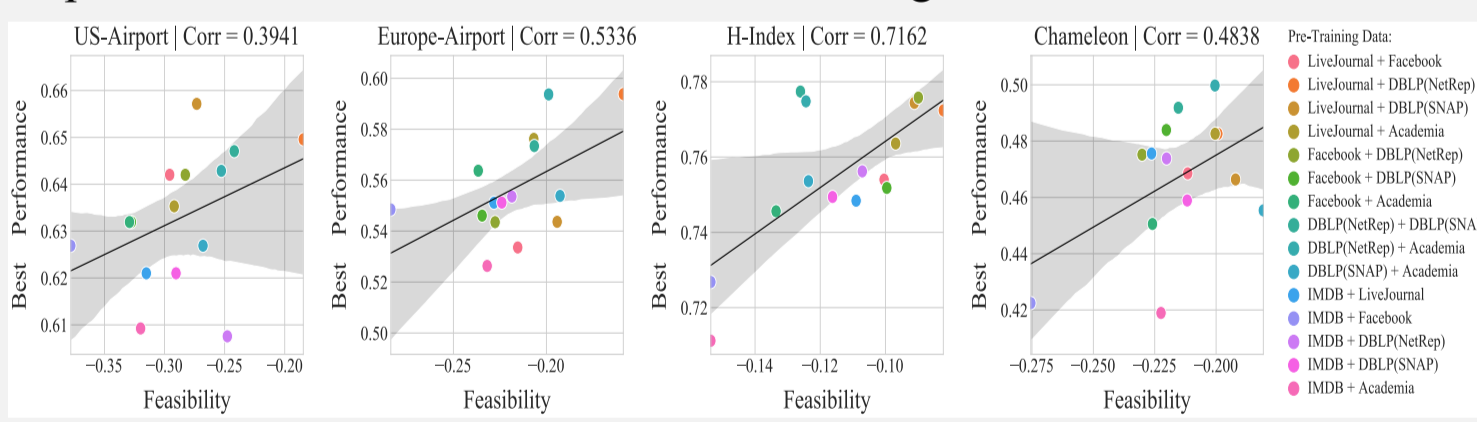 US-Airport | Corr = 0.3941
0.66
0.65
0.64
0.63
0.62
0.61
Best Performance
−0.35
−0.30
−0.25
−0.20
Feasibility
Europe-Airport | Corr = 0.5336
0.60
0.58
0.56
0.54
0.52
0.50
Best Performance
−0.25
−0.20
Feasibility
H-Index | Corr = 0.7162
0.78
0.76
0.74
0.72
Best Performance
−0.14
−0.12
−0.10
Feasibility
Chameleon | Corr = 0.4838
0.50
0.48
0.46
0.44
0.42
Best Performance
−0.275
−0.250
−0.225
−0.200
Feasibility
Pre-Training Data:
LiveJournal + Facebook
LiveJournal + DBLP(NetRep)
LiveJournal + DBLP(SNAP)
LiveJournal + Academia
Facebook + DBLP(NetRep)
Facebook + DBLP(SNAP)
Facebook + Academia
DBLP(NetRep) + DBLP(SNA
DBLP(NetRep) + Academia
DBLP(SNAP) + Academia
IMDB + LiveJournal
IMDB + Facebook
IMDB + DBLP(NetRep)
IMDB + DBLP(SNAP)
IMDB + Academia